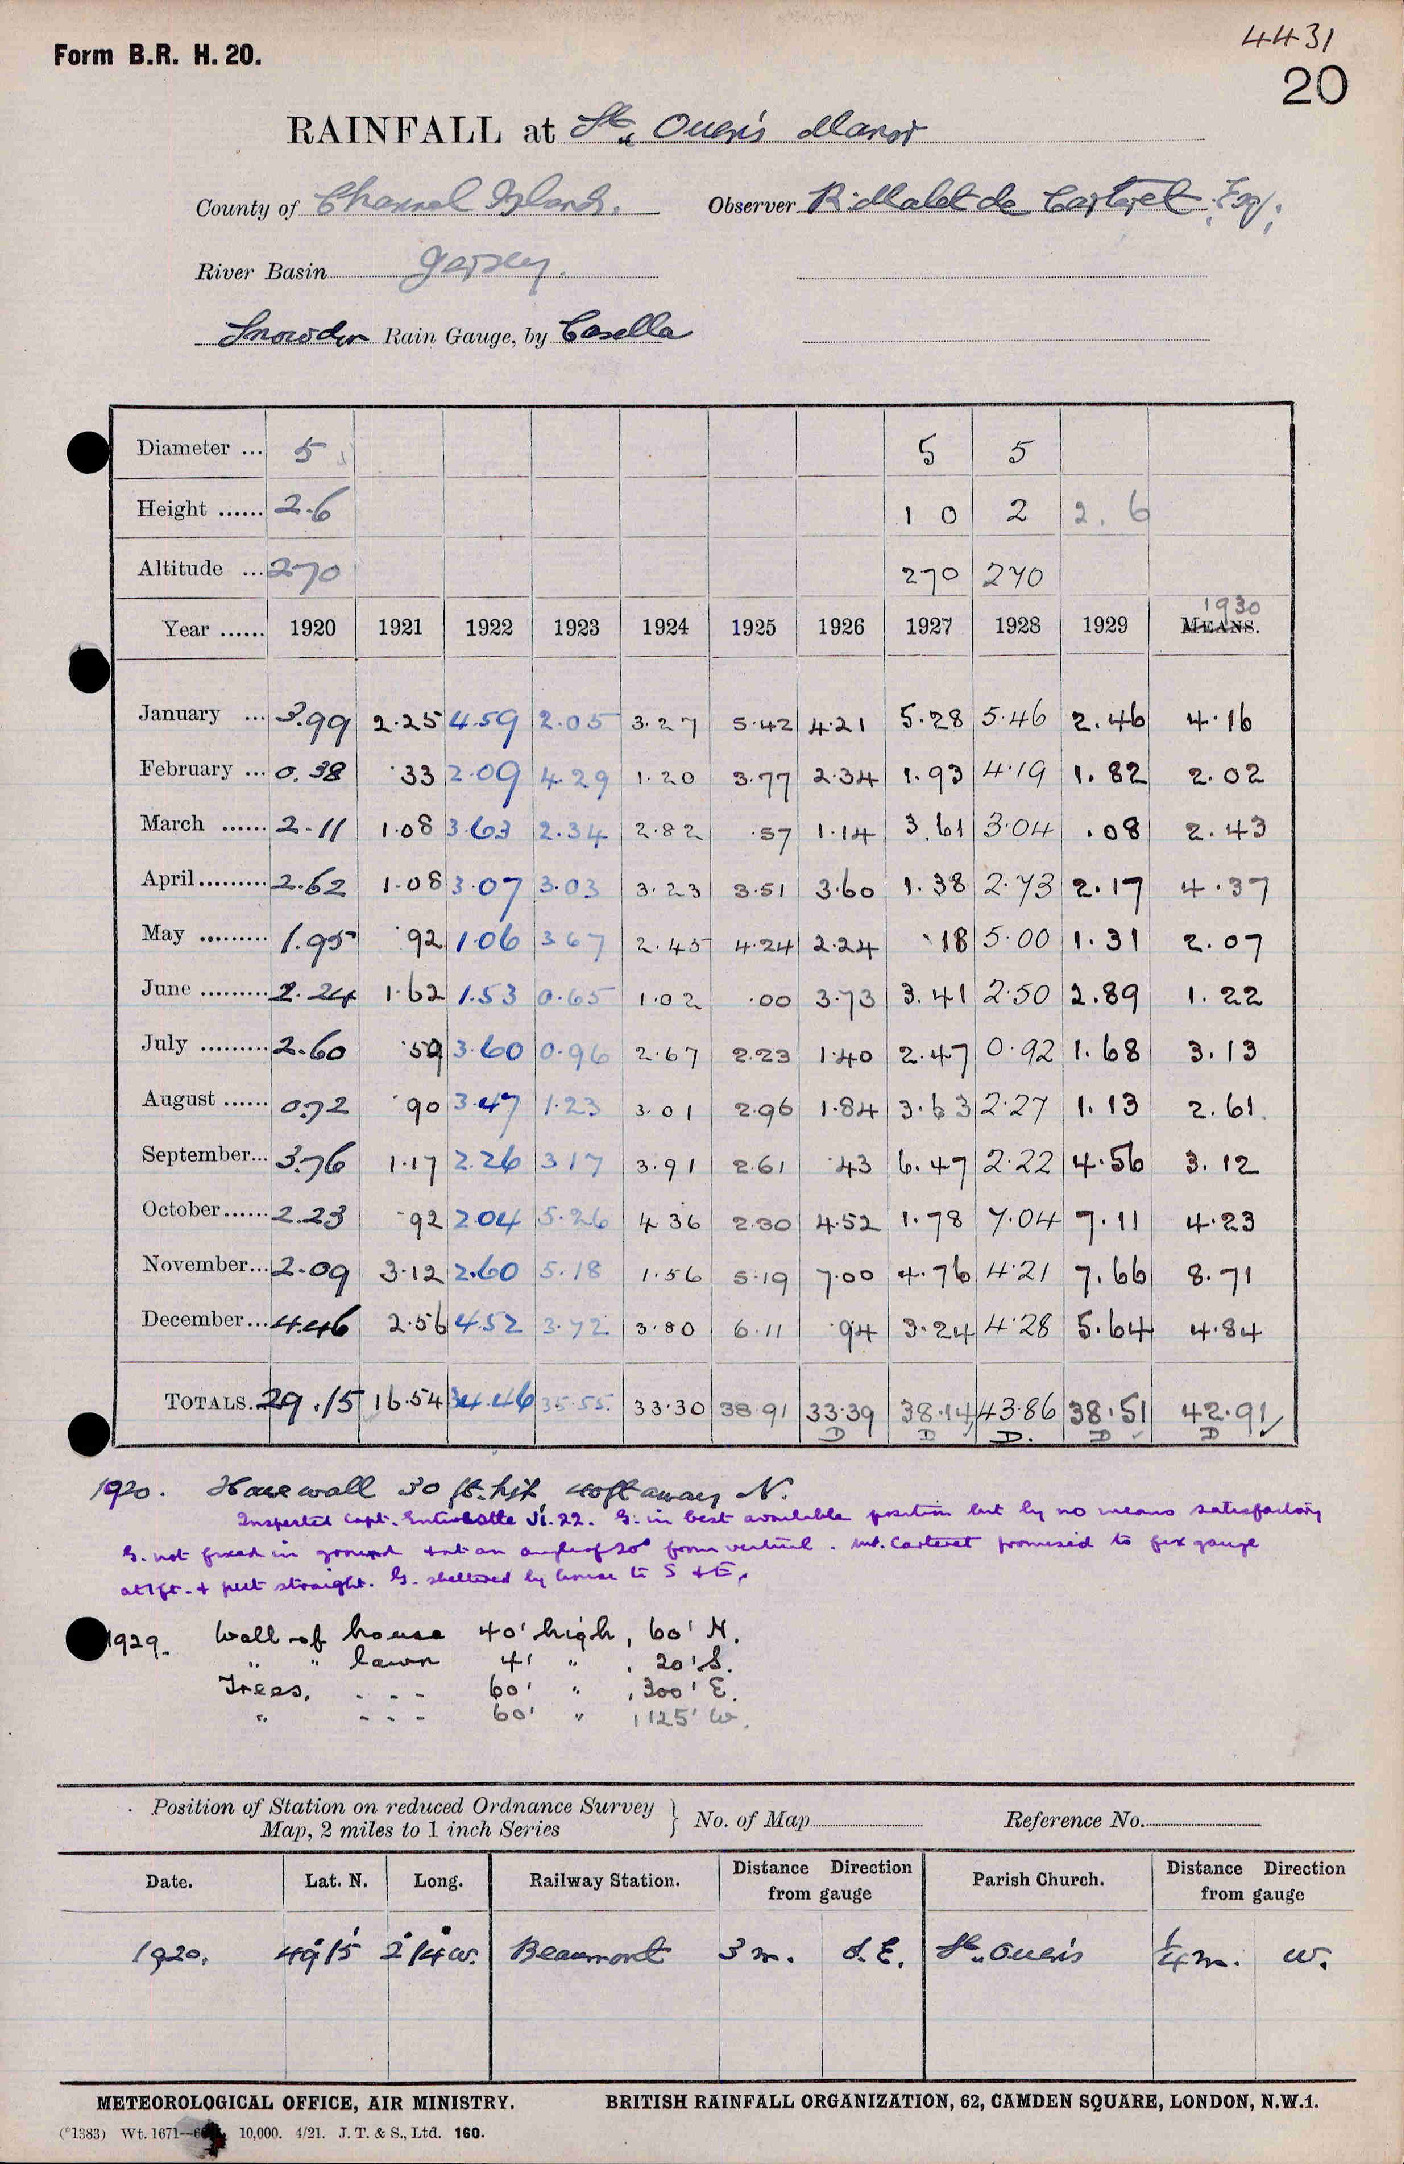 4431
Form B.R. H. 20.
20
RAINFALL at St. Ouen's Manor
County of Channel Islands. Observer R. Malet de Carteret Esq;
River Basin Jersey.
Snowdon Rain Gauge, by Casella
Diameter ... 5 5 5
Height ...... 2.6 1 0 2 2.6
Altitude ... 270 270 270
Year ...... 1920 1921 1922 1923 1924 1925 1926 1927 1928 1929 1930 MEANS.
January ... 3.99 2.25 4.59 2.05 3.27 5.42 4.21 5.28 5.46 2.46 4.16
February ... 0.38 .33 2.09 4.29 1.20 3.77 2.34 1.93 4.19 1.82 2.02
March ...... 2.11 1.08 3.63 2.34 2.82 .57 1.14 3.61 3.04 .08 2.43
April ......... 2.62 1.08 3.07 3.03 3.23 3.51 3.60 1.38 2.73 2.17 4.37
May ......... 1.95 .92 1.06 3.67 2.45 4.24 2.24 .18 5.00 1.31 2.07
June ......... 2.24 1.62 1.53 0.65 1.02 .00 3.73 3.41 2.50 2.89 1.22
July ......... 2.60 .59 3.60 0.96 2.67 2.23 1.40 2.47 0.92 1.68 3.13
August ...... 0.72 .90 3.47 1.23 3.01 2.96 1.84 3.63 2.27 1.13 2.61
September... 3.76 1.17 2.26 3.17 3.91 2.61 .43 6.47 2.22 4.56 3.12
October ...... 2.23 .92 2.04 5.26 4.36 2.30 4.52 1.78 7.04 7.11 4.23
November... 2.09 3.12 2.60 5.18 1.56 5.19 7.00 4.76 4.21 7.66 8.71
December ... 4.46 2.56 4.52 3.72 3.80 6.11 .94 3.24 4.28 5.64 4.84
TOTALS. 29.15 16.54 34.46 35.55 33.30 38.91 33.39 38.14 43.86 38.51 42.91
D D D. D D
1920. House wall 30 ft. high, 40 ft away N.
Inspected Capt. VI. 22. G. in best available position but by no means satisfactory
G. not fixed in ground & at an angle of 20° from vertical. Mr. Carteret promised to fix gauge
at 1 ft. & put straight. G. sheltered by house to S & E.
1929. Wall of house 40' high, 60' N.
" " lawn 4' " , 20' S.
Trees, - - - 60' " , 300' E.
" - - - 60' " , 125' W.
Position of Station on reduced Ordnance Survey Map, 2 miles to 1 inch Series } No. of Map Reference No.
Date. Lat. N. Long. Railway Station. Distance Direction from gauge Parish Church. Distance Direction from gauge
1920. 49° 15' 2° 14' W. Beaumont 3 m. S.E. St. Ouen's 1/4 m. W.
METEOROLOGICAL OFFICE, AIR MINISTRY. BRITISH RAINFALL ORGANIZATION, 62, CAMDEN SQUARE, LONDON, N.W.1.
(*1383) Wt. 1671— 10,000. 4/21. J. T. & S., Ltd. 160.